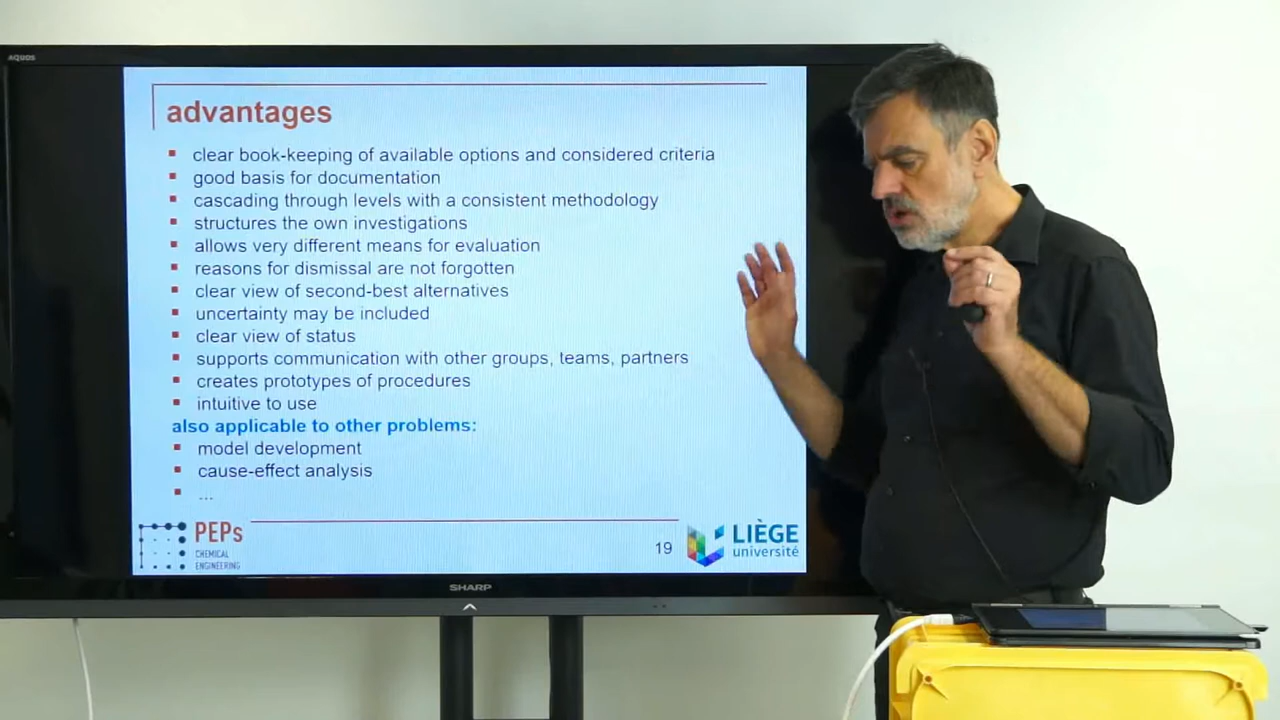 AQUOS
advantages
clear book-keeping of available options and considered criteria
good basis for documentation
cascading through levels with a consistent methodology
structures the own investigations
allows very different means for evaluation
reasons for dismissal are not forgotten
clear view of second-best alternatives
uncertainty may be included
clear view of status
supports communication with other groups, teams, partners
creates prototypes of procedures
intuitive to use
also applicable to other problems:
model development
cause-effect analysis
...
PEPs
CHEMICAL
ENGINEERING
19
LIÈGE
université
SHARP